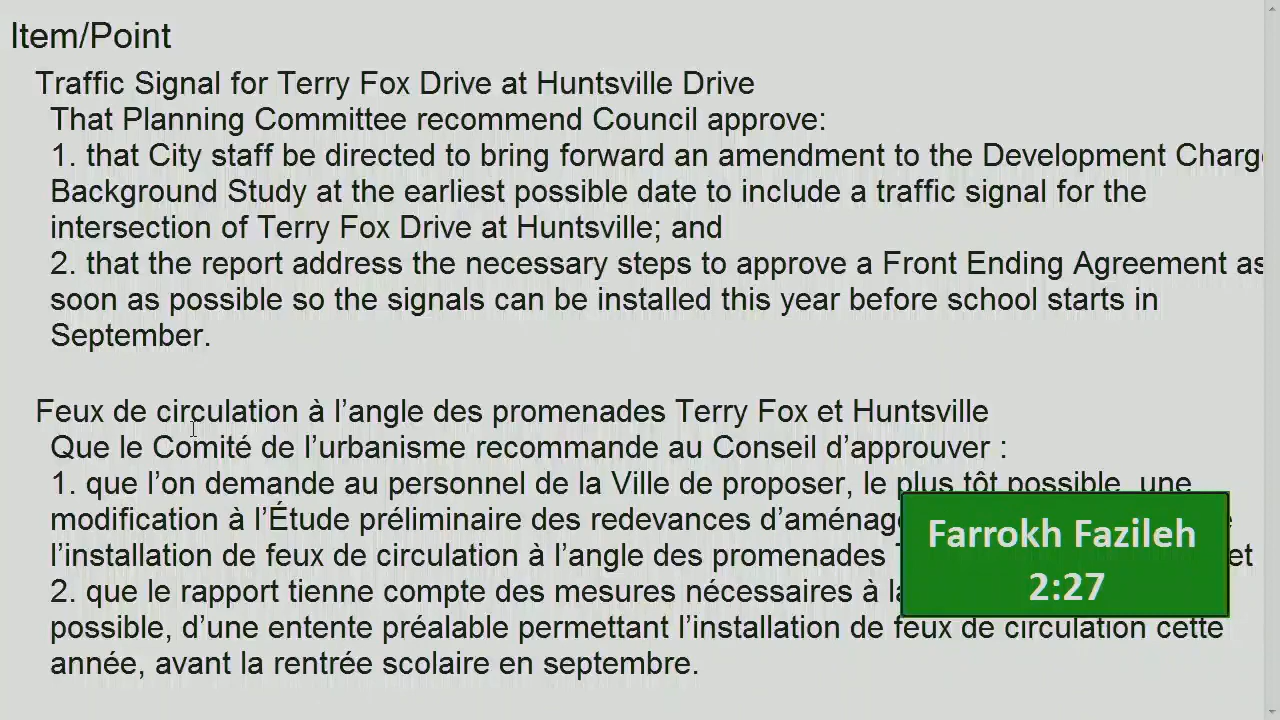 Item/Point
Traffic Signal for Terry Fox Drive at Huntsville Drive
That Planning Committee recommend Council approve:
1. that City staff be directed to bring forward an amendment to the Development
Background Study at the earliest possible date to include a traffic signal for the
intersection of Terry Fox Drive at Huntsville; and
2. that the report address the necessary steps to approve a Front Ending Agreement as
soon as possible so the signals can be installed this year before school starts in
September.
Feux de circulation à l’angle des promenades Terry Fox et Huntsville
Que le Comité de l’urbanisme recommande au Conseil d’approuver :
1. que l’on demande au personnel de la Ville de proposer, le plus tôt possible, une
modification à l’Étude préliminaire des redevances
l’installation de feux de circulation à l’angle des promenades et
2. que le rapport tienne compte des mesures nécessaires à
possible, d’une entente préalable permettant l’installation de feux de circulation cette
année, avant la rentrée scolaire en septembre.
Farrokh Fazileh
2:27